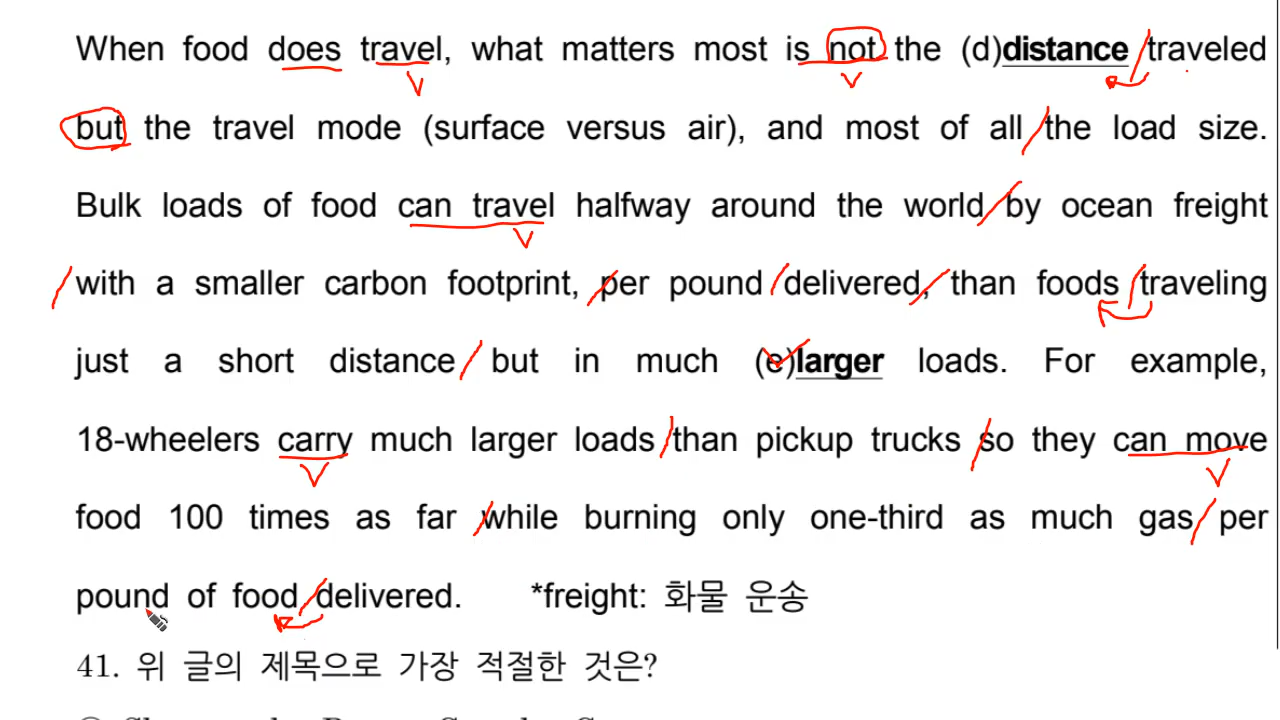 When food does travel, what matters most is not the (d)distance traveled
but the travel mode (surface versus air), and most of all the load size.
Bulk loads of food can travel halfway around the world by ocean freight
with a smaller carbon footprint, per pound delivered, than foods traveling
just a short distance but in much (e)larger loads. For example,
18-wheelers carry much larger loads than pickup trucks so they can move
food 100 times as far while burning only one-third as much gas per
pound of food delivered. *freight: 화물 운송
41. 위 글의 제목으로 가장 적절한 것은?